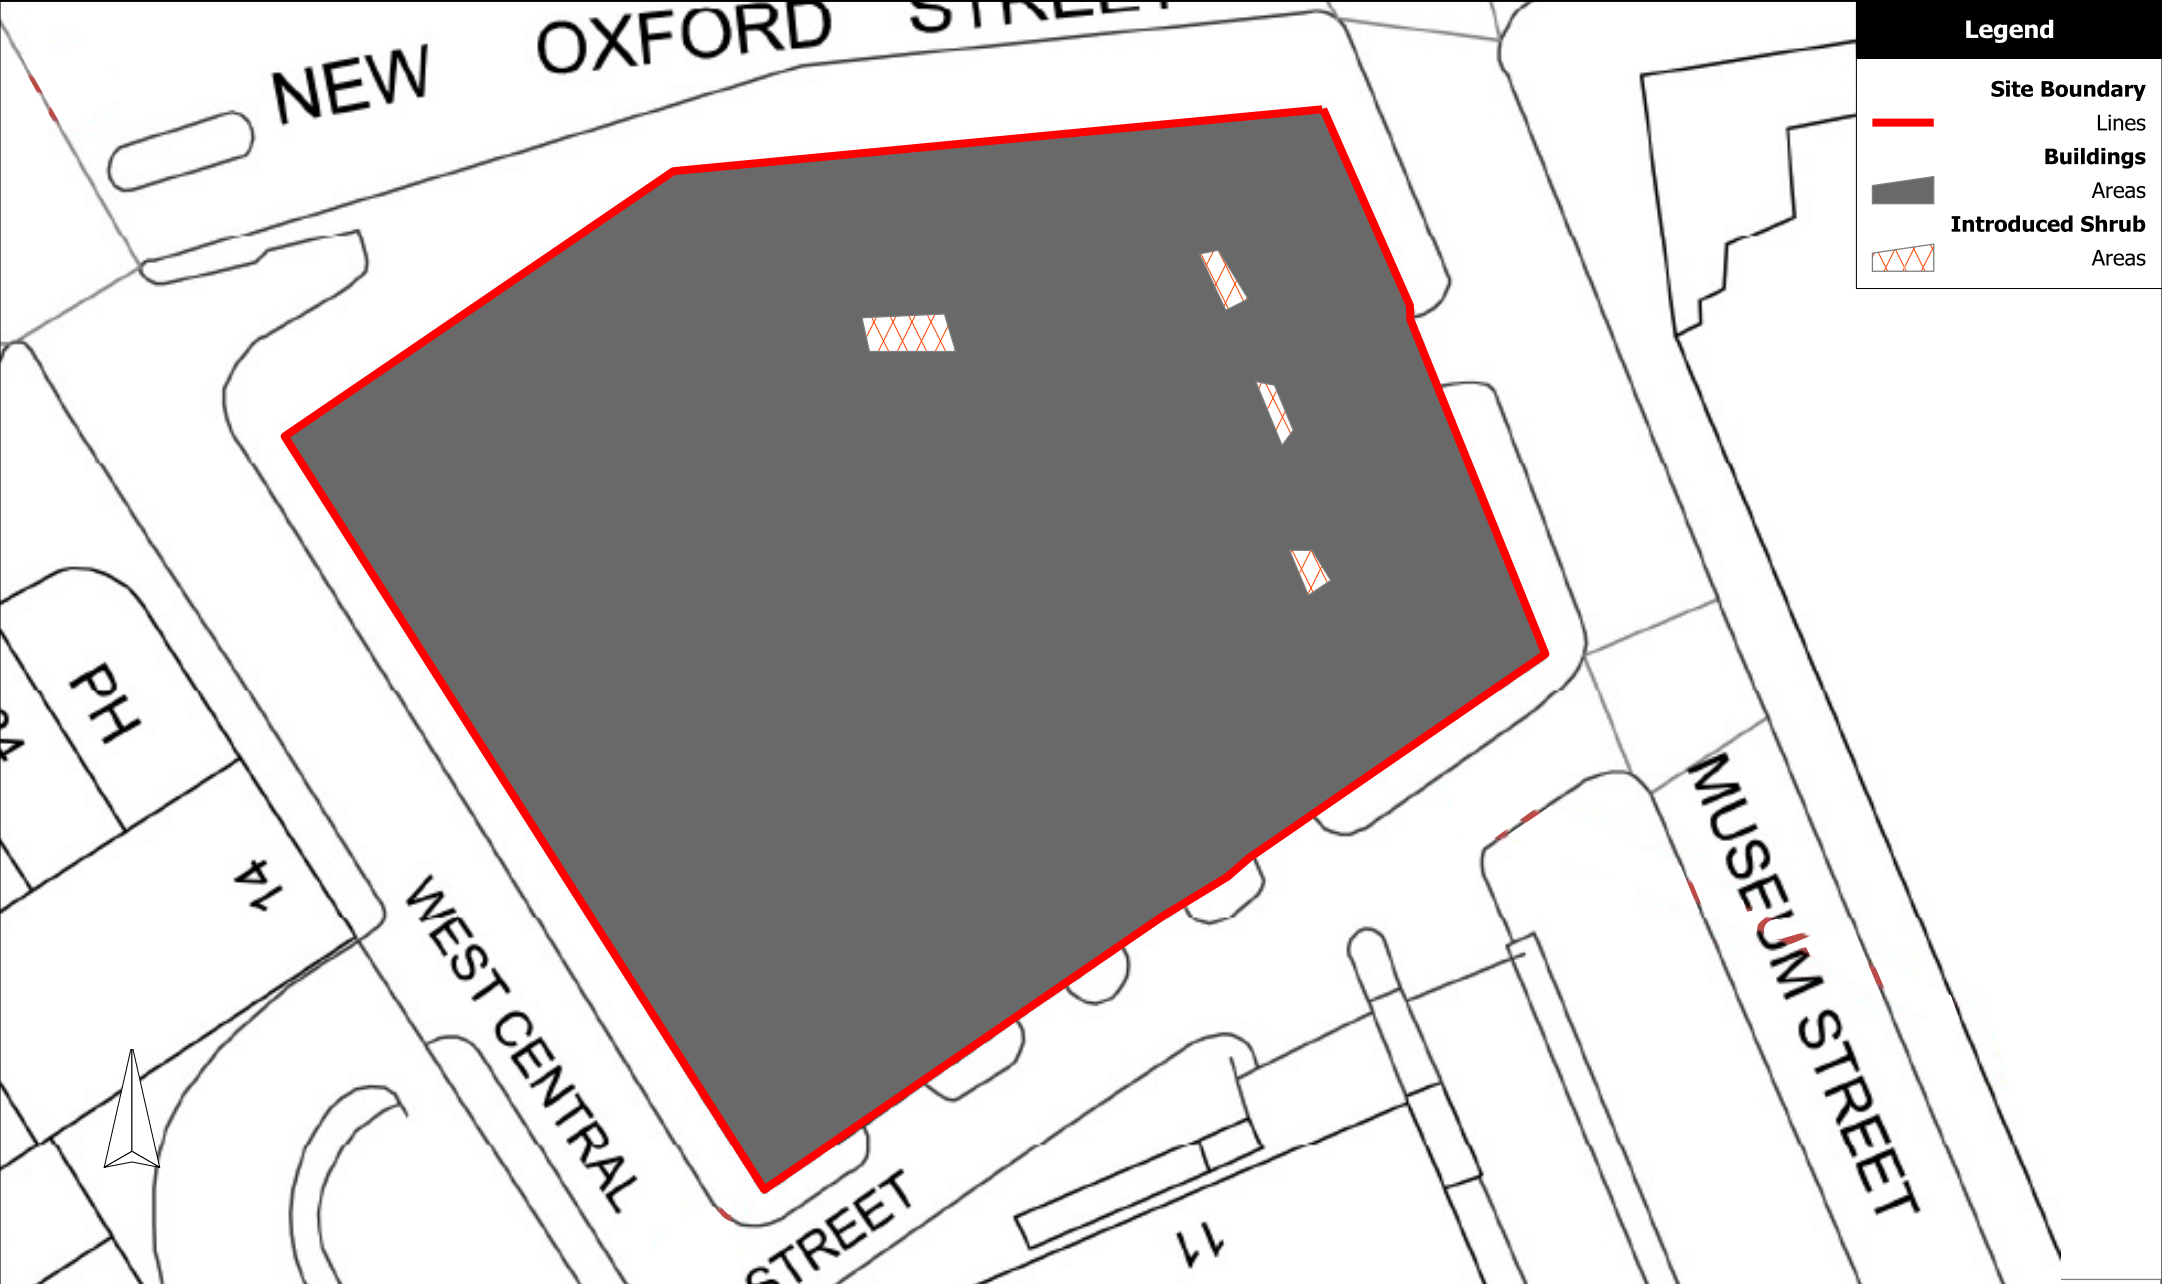 NEW OXFORD STREET
Legend
Site Boundary
Lines
Buildings
Areas
Introduced Shrub
Areas
PH
14
WEST CENTRAL
STREET
MUSEUM STREET
11